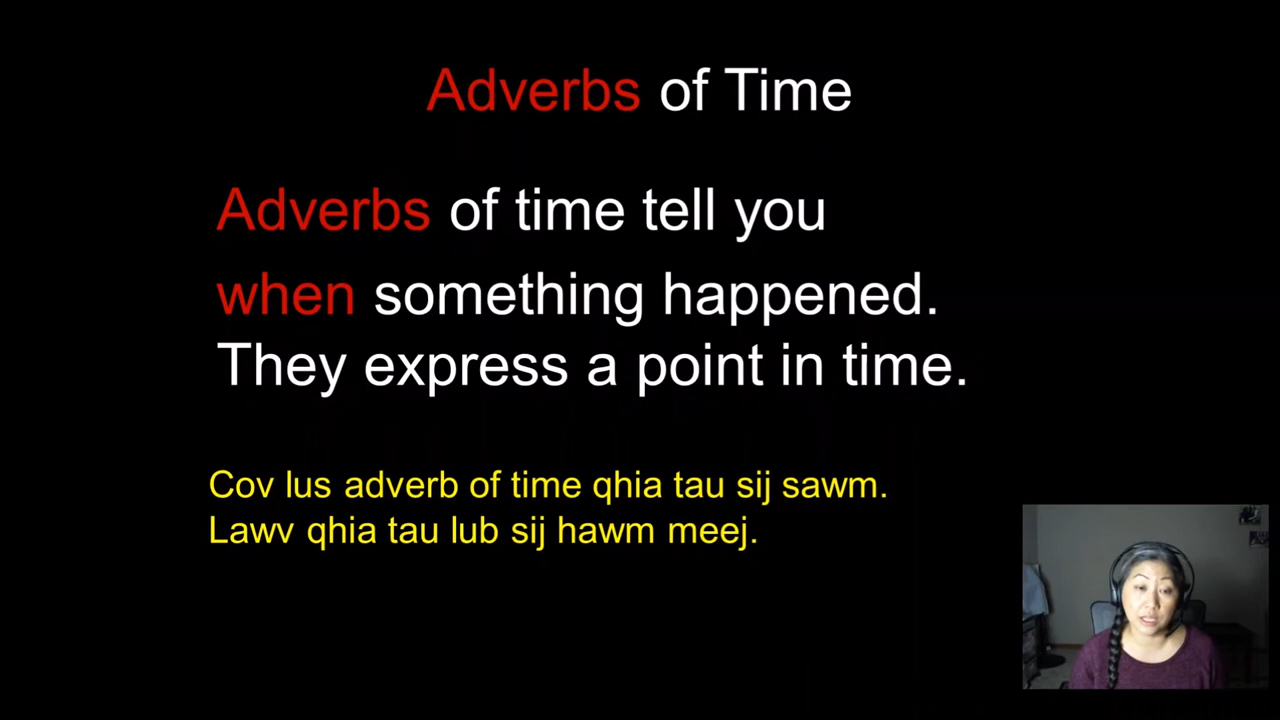 Adverbs of Time
Adverbs of time tell you
when something happened.
They express a point in time.
Cov lus adverb of time qhia tau sij sawm.
Lawv qhia tau lub sij hawm meej.